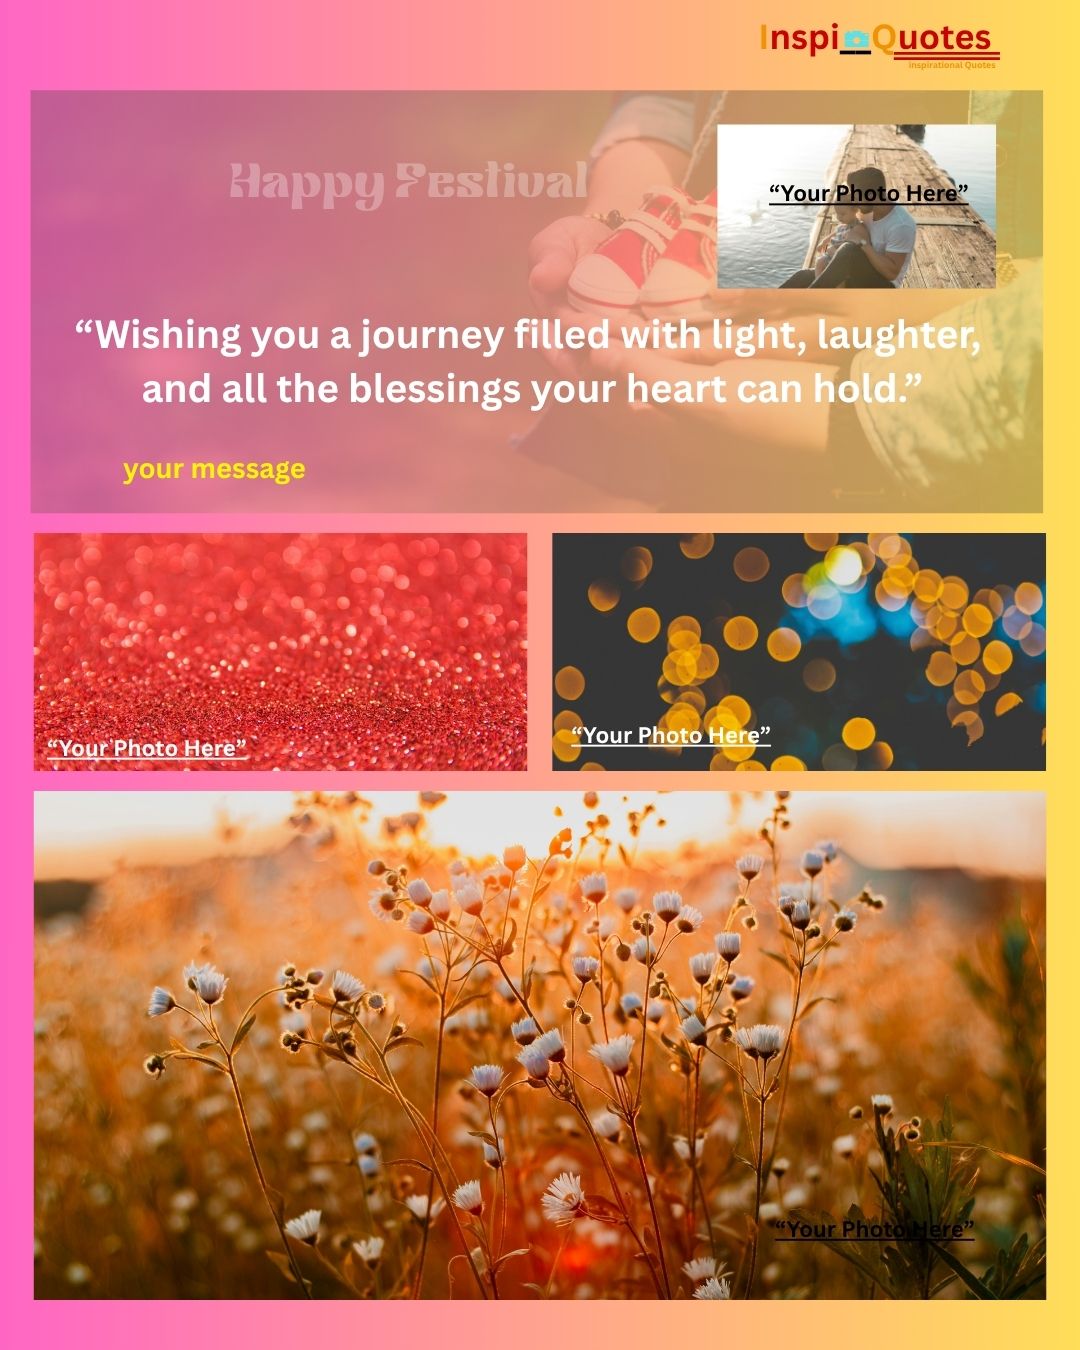 InspiQuotes
inspirational Quotes
Happy Festival
“Your Photo Here”
“Wishing you a journey filled with light, laughter,
and all the blessings your heart can hold.”
your message
“Your Photo Here”
“Your Photo Here”
“Your Photo Here”